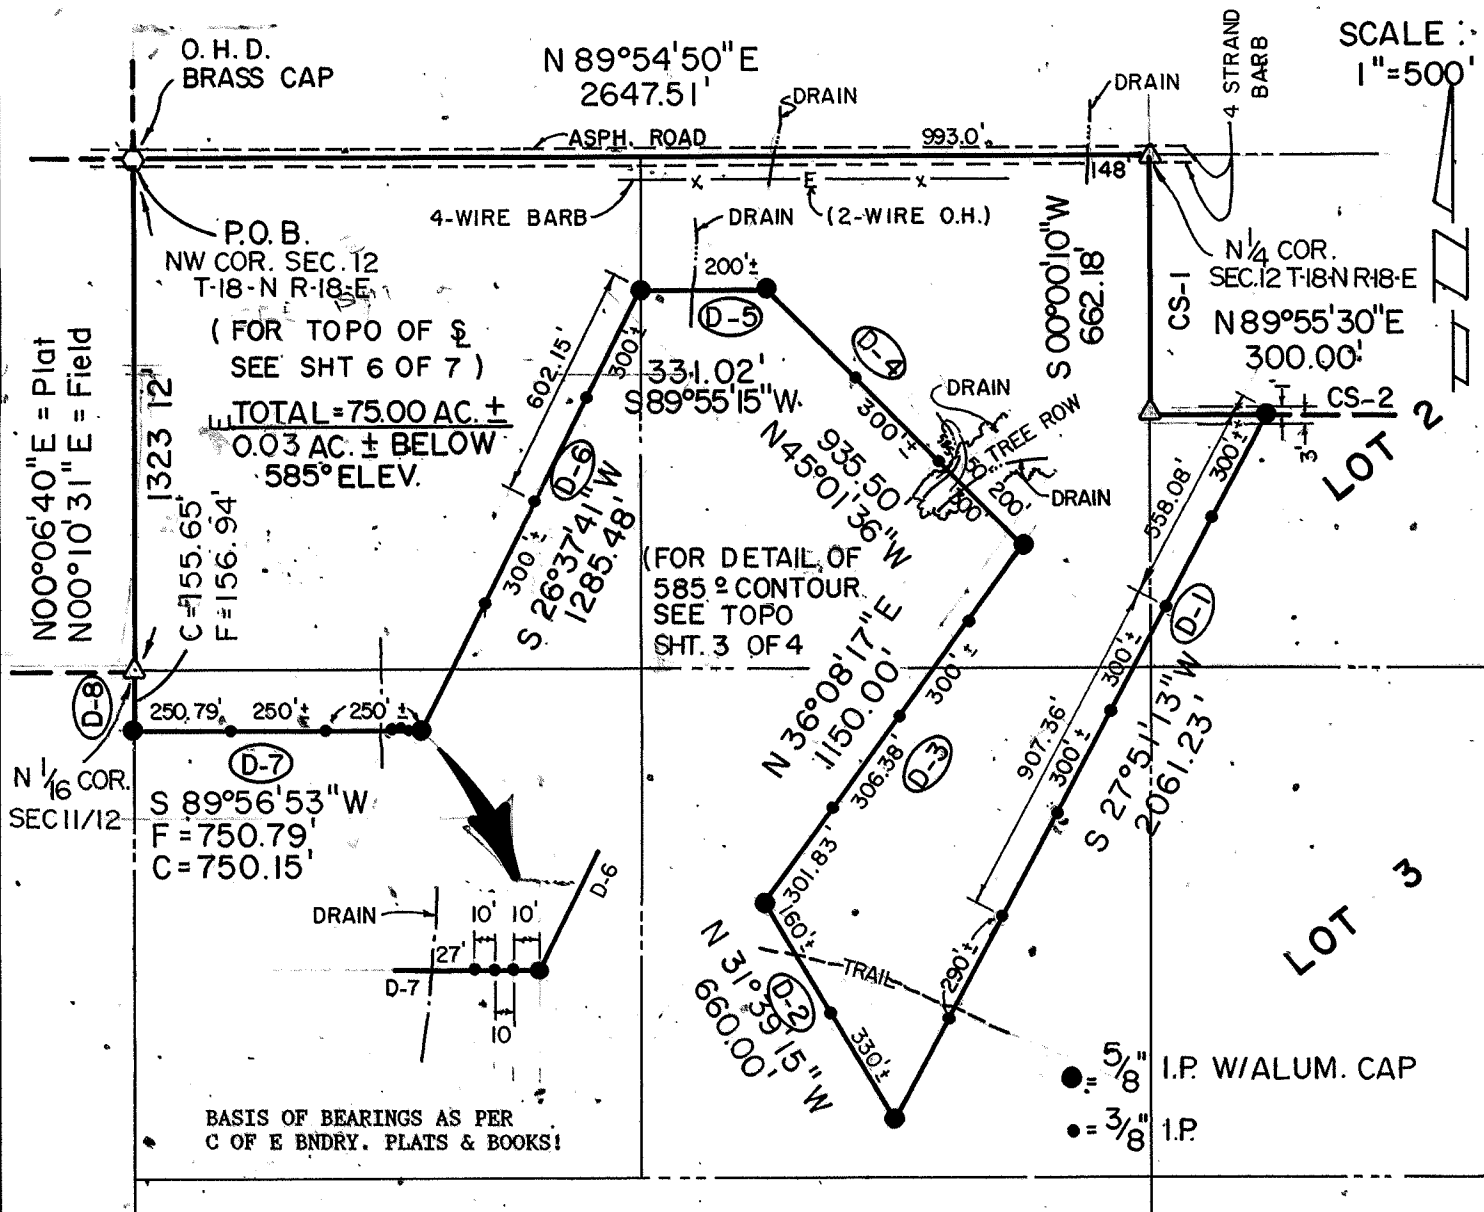 O.H.D.
BRASS CAP
N 89°54'50"E
2647.51'
DRAIN
DRAIN
4 STRAND
BARB
SCALE :
1"=500'
ASPH. ROAD
993.0'
148'
4-WIRE BARB
x
E
x
DRAIN
(2-WIRE O.H.)
P.O.B.
NW COR. SEC. 12
T-18-N R-18-E
(FOR TOPO OF ℄
SEE SHT 6 OF 7)
E
TOTAL=75.00 AC. ±
0.03 AC. ± BELOW
585° ELEV.
N00°06'40"E = Plat
N00°10'31"E = Field
1323 12
C=155.65'
F=156.94'
200'±
D-5
331.02'
S 89°55'15"W.
602.15'
300'±
D-6
S 26°37'41"W
1285.48'
300'±
D-4
300'±
N45°01'36"W
935.50
DRAIN
TREE ROW
50'
200'
300'
DRAIN
S 00°00'10"W
662.18'
CS-1
N 1/4 COR.
SEC.12 T-18-N R-18-E
N 89°55'30"E
300.00'
CS-2
3'
LOT 2
300'±
558.08'
D-1
300'±
S 27°51'13"W
2061.23'
907.36'
300'±
290'±
(FOR DETAIL OF
585° CONTOUR
SEE TOPO
SHT. 3 OF 4
N 36°08'17"E
1150.00'
300'±
D-3
306.38'
301.83'
160'±
TRAIL
D-2
N 31°39'15"W
660.00'
330'±
D-8
250.79'
250'±
250'±
D-7
N 1/16 COR.
SEC 11/12
S 89°56'53"W
F=750.79'
C=750.15'
D-6
DRAIN
10'
10'
27'
D-7
10
LOT 3
= 5/8" I.P. W/ALUM. CAP
= 3/8" I.P.
BASIS OF BEARINGS AS PER
C OF E BNDRY. PLATS & BOOKS!